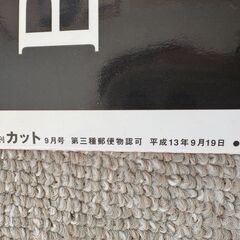 刊カット 9月号 第三種郵便物認可 平成13年9月19日 ●